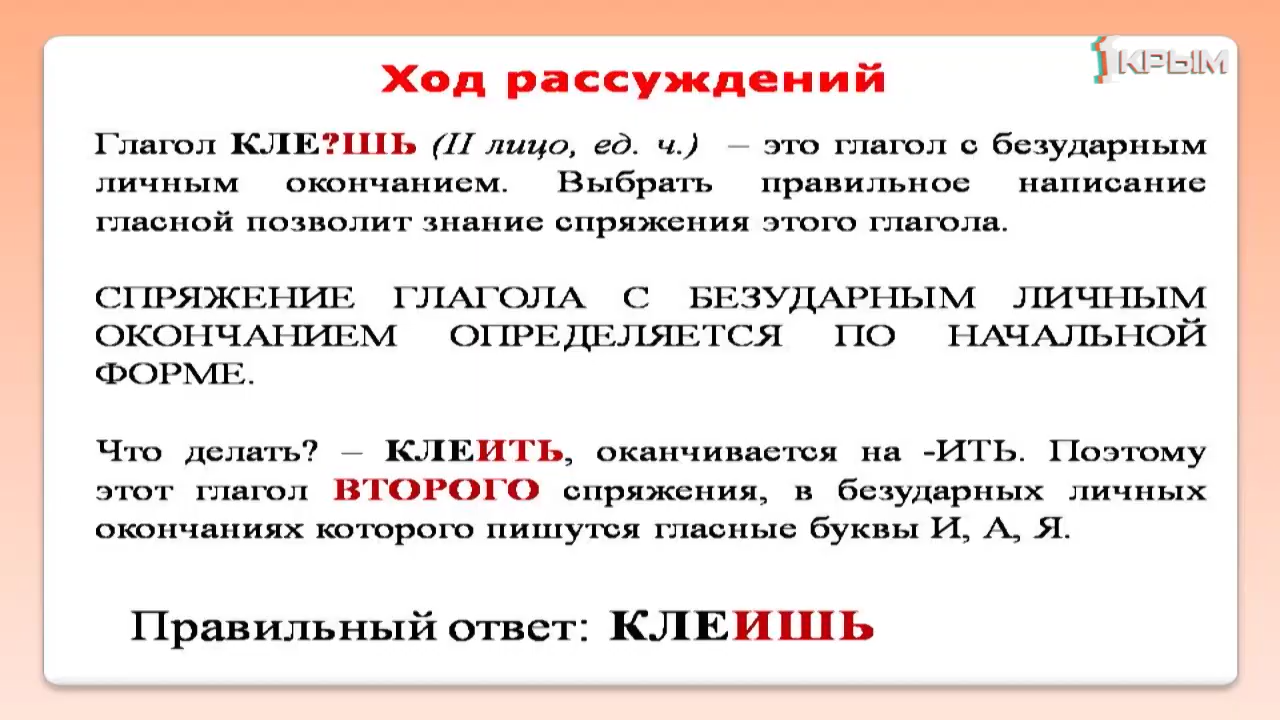 1 КРЫМ
Ход рассуждений
Глагол КЛЕ?ШЬ (II лицо, ед. ч.) – это глагол с безударным
личным окончанием. Выбрать правильное написание
гласной позволит знание спряжения этого глагола.
СПРЯЖЕНИЕ ГЛАГОЛА С БЕЗУДАРНЫМ ЛИЧНЫМ
ОКОНЧАНИЕМ ОПРЕДЕЛЯЕТСЯ ПО НАЧАЛЬНОЙ
ФОРМЕ.
Что делать? – КЛЕИТЬ, оканчивается на -ИТЬ. Поэтому
этот глагол ВТОРОГО спряжения, в безударных личных
окончаниях которого пишутся гласные буквы И, А, Я.
Правильный ответ: КЛЕИШЬ